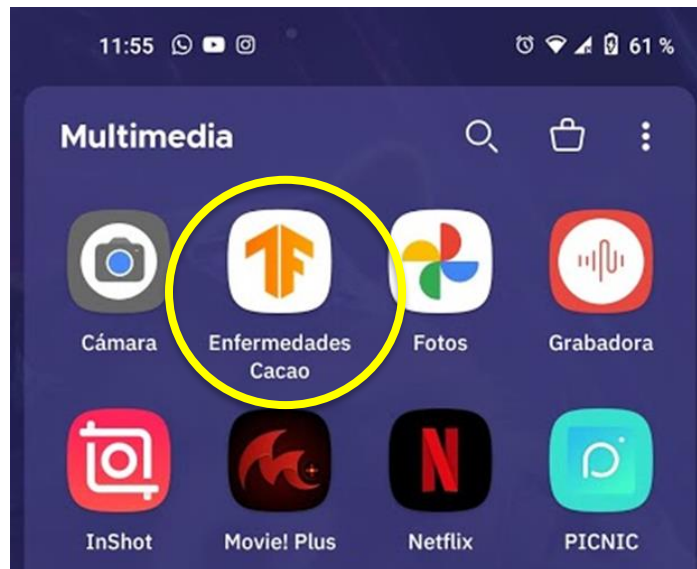 11:55 61 %
Multimedia
Cámara Enfermedades Cacao Fotos Grabadora
InShot Movie! Plus Netflix PICNIC